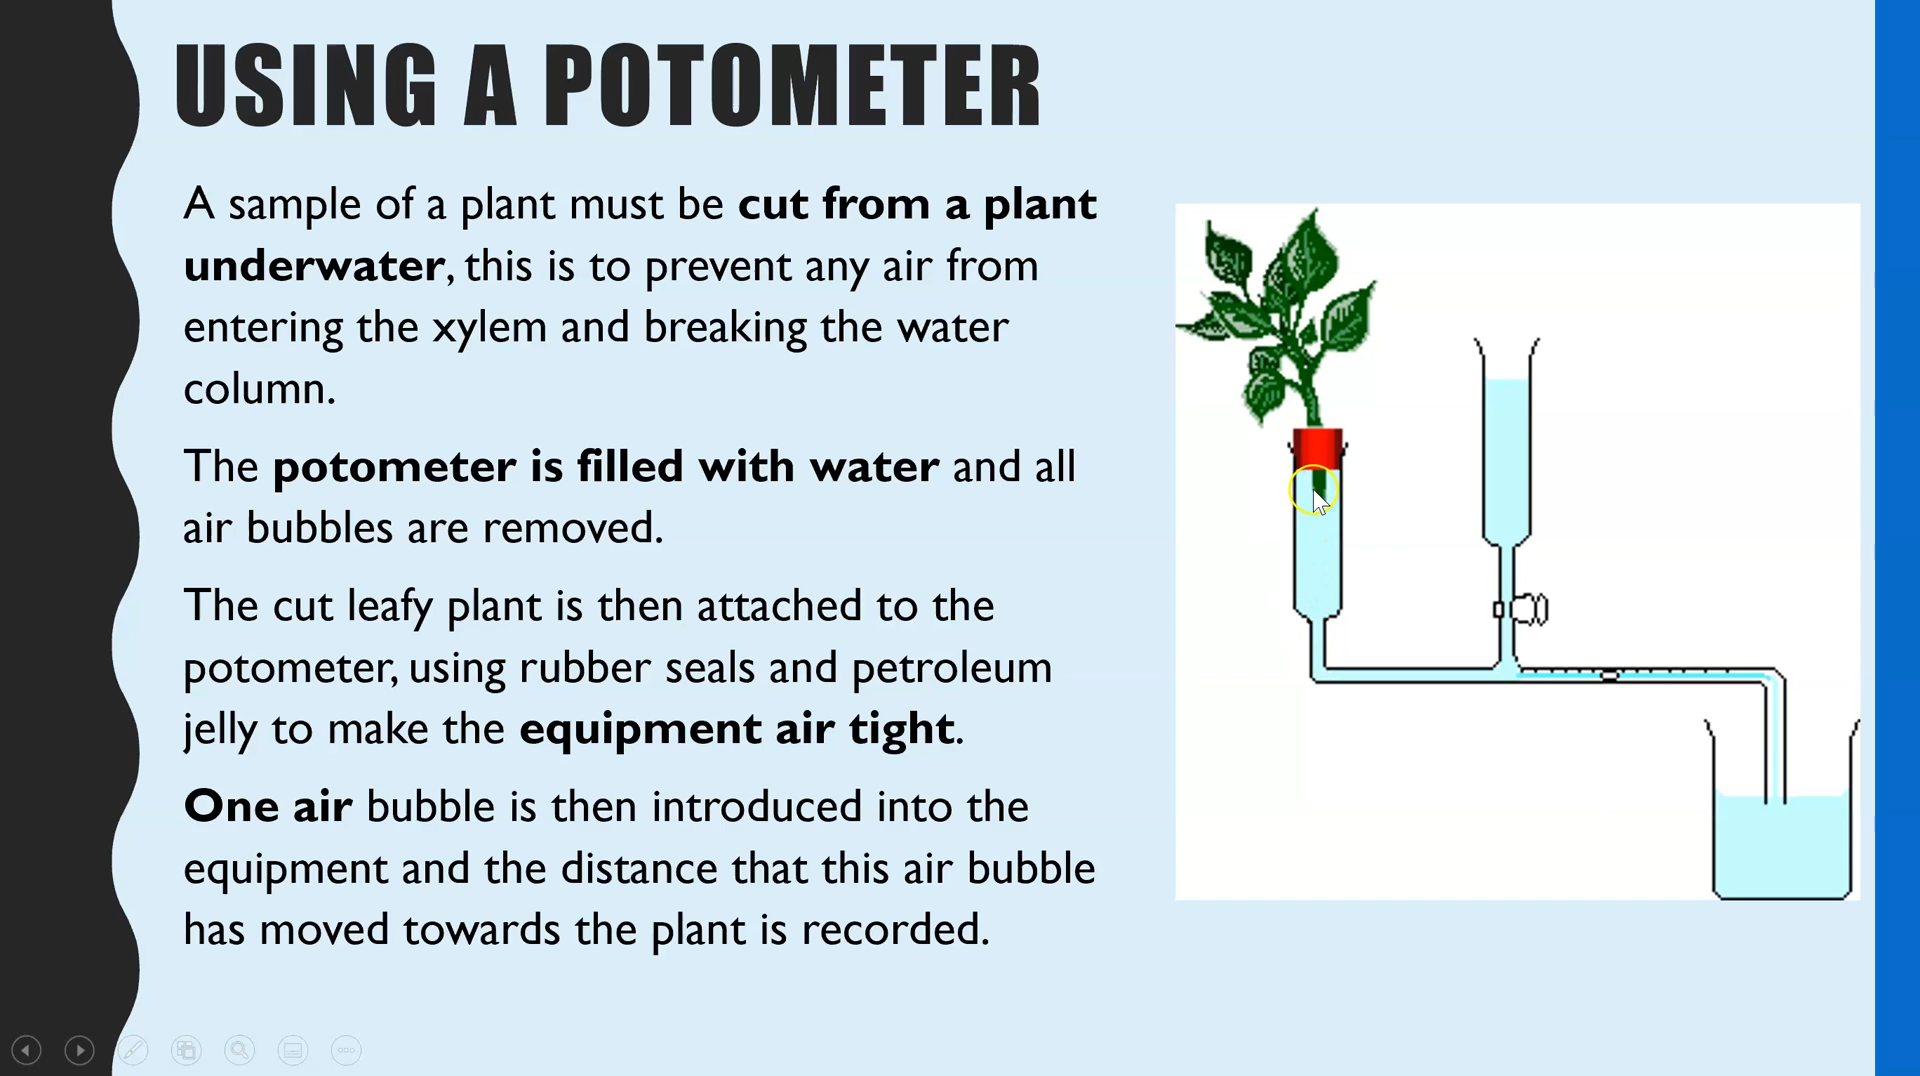 USING A POTOMETER
A sample of a plant must be cut from a plant
underwater, this is to prevent any air from
entering the xylem and breaking the water
column.
The potometer is filled with water and all
air bubbles are removed.
The cut leafy plant is then attached to the
potometer, using rubber seals and petroleum
jelly to make the equipment air tight.
One air bubble is then introduced into the
equipment and the distance that this air bubble
has moved towards the plant is recorded.